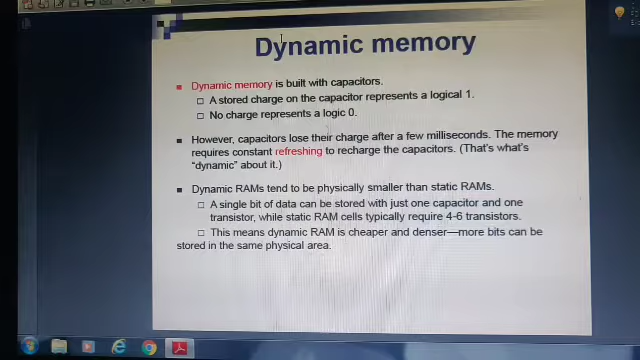 Dynamic memory
Dynamic memory is built with capacitors.
A stored charge on the capacitor represents a logical 1.
No charge represents a logic 0.
However, capacitors lose their charge after a few milliseconds. The memory
requires constant refreshing to recharge the capacitors. (That's what's
"dynamic" about it.)
Dynamic RAMs tend to be physically smaller than static RAMs.
A single bit of data can be stored with just one capacitor and one
transistor, while static RAM cells typically require 4-6 transistors.
This means dynamic RAM is cheaper and denser—more bits can be
stored in the same physical area.